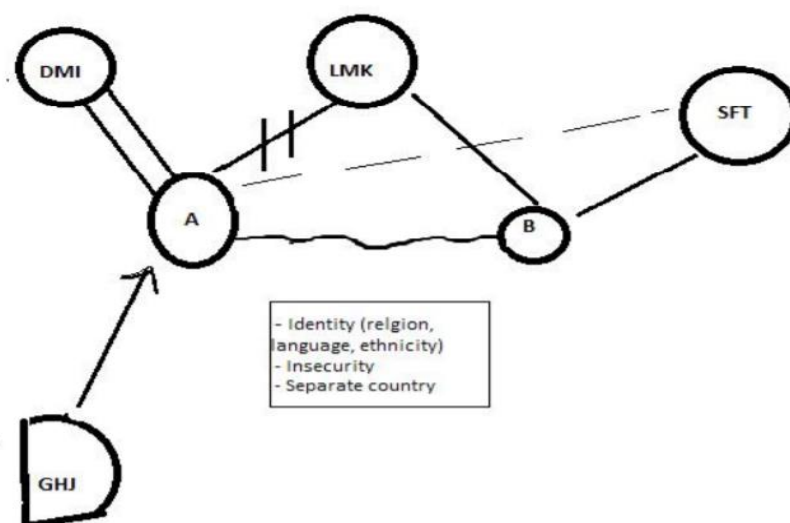 DMI
LMK
SFT
A
B
- Identity (relgion,
language, ethnicity)
- Insecurity
- Separate country
GHJ